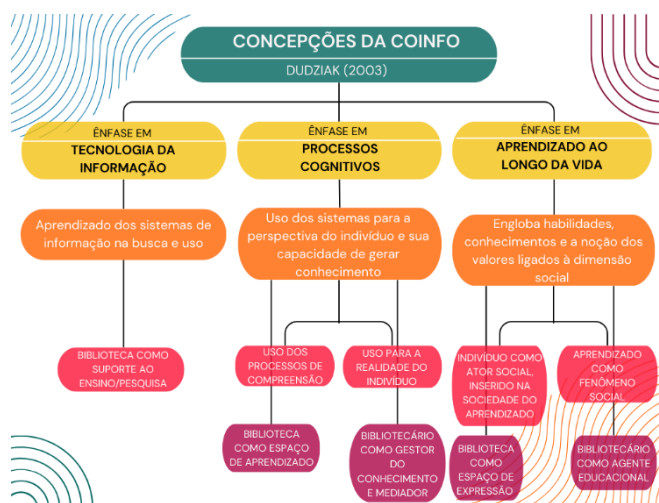 CONCEPÇÕES DA COINFO
DUDZIAK (2003)
ÊNFASE EM
TECNOLOGIA DA
INFORMAÇÃO
ÊNFASE EM
PROCESSOS
COGNITIVOS
ÊNFASE EM
APRENDIZADO AO
LONGO DA VIDA
Aprendizado dos sistemas de
informação na busca e uso
Uso dos sistemas para a
perspectiva do indivíduo e sua
capacidade de gerar
conhecimento
Engloba habilidades,
conhecimentos e a noção dos
valores ligados à dimensão
social
BIBLIOTECA COMO
SUPORTE AO
ENSINO/PESQUISA
USO DOS
PROCESSOS DE
COMPREENSÃO
USO PARA A
REALIDADE DO
INDIVÍDUO
INDIVÍDUO COMO
ATOR SOCIAL,
INSERIDO NA
SOCIEDADE DO
APRENDIZADO
APRENDIZADO
COMO
FENÔMENO
SOCIAL
BIBLIOTECA
COMO ESPAÇO
DE APRENDIZADO
BIBLIOTECÁRIO
COMO GESTOR
DO
CONHECIMENTO
E MEDIADOR
BIBLIOTECA
COMO
ESPAÇO DE
EXPRESSÃO
BIBLIOTECÁRIO
COMO AGENTE
EDUCACIONAL